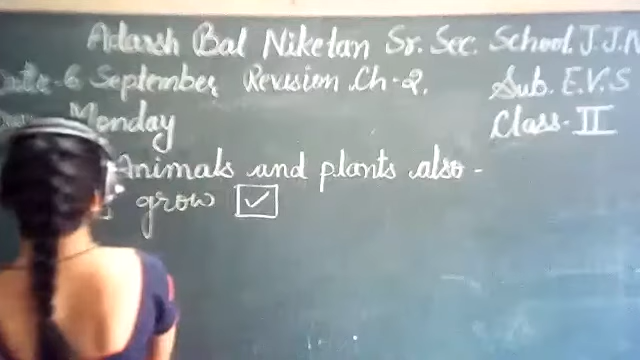 Adarsh Bal Niketan Sr. Sec. School. J.J.N
Date-6 September Revision Ch-2. Sub. E.V.S
Monday Class-II
Animals and plants also -
grow